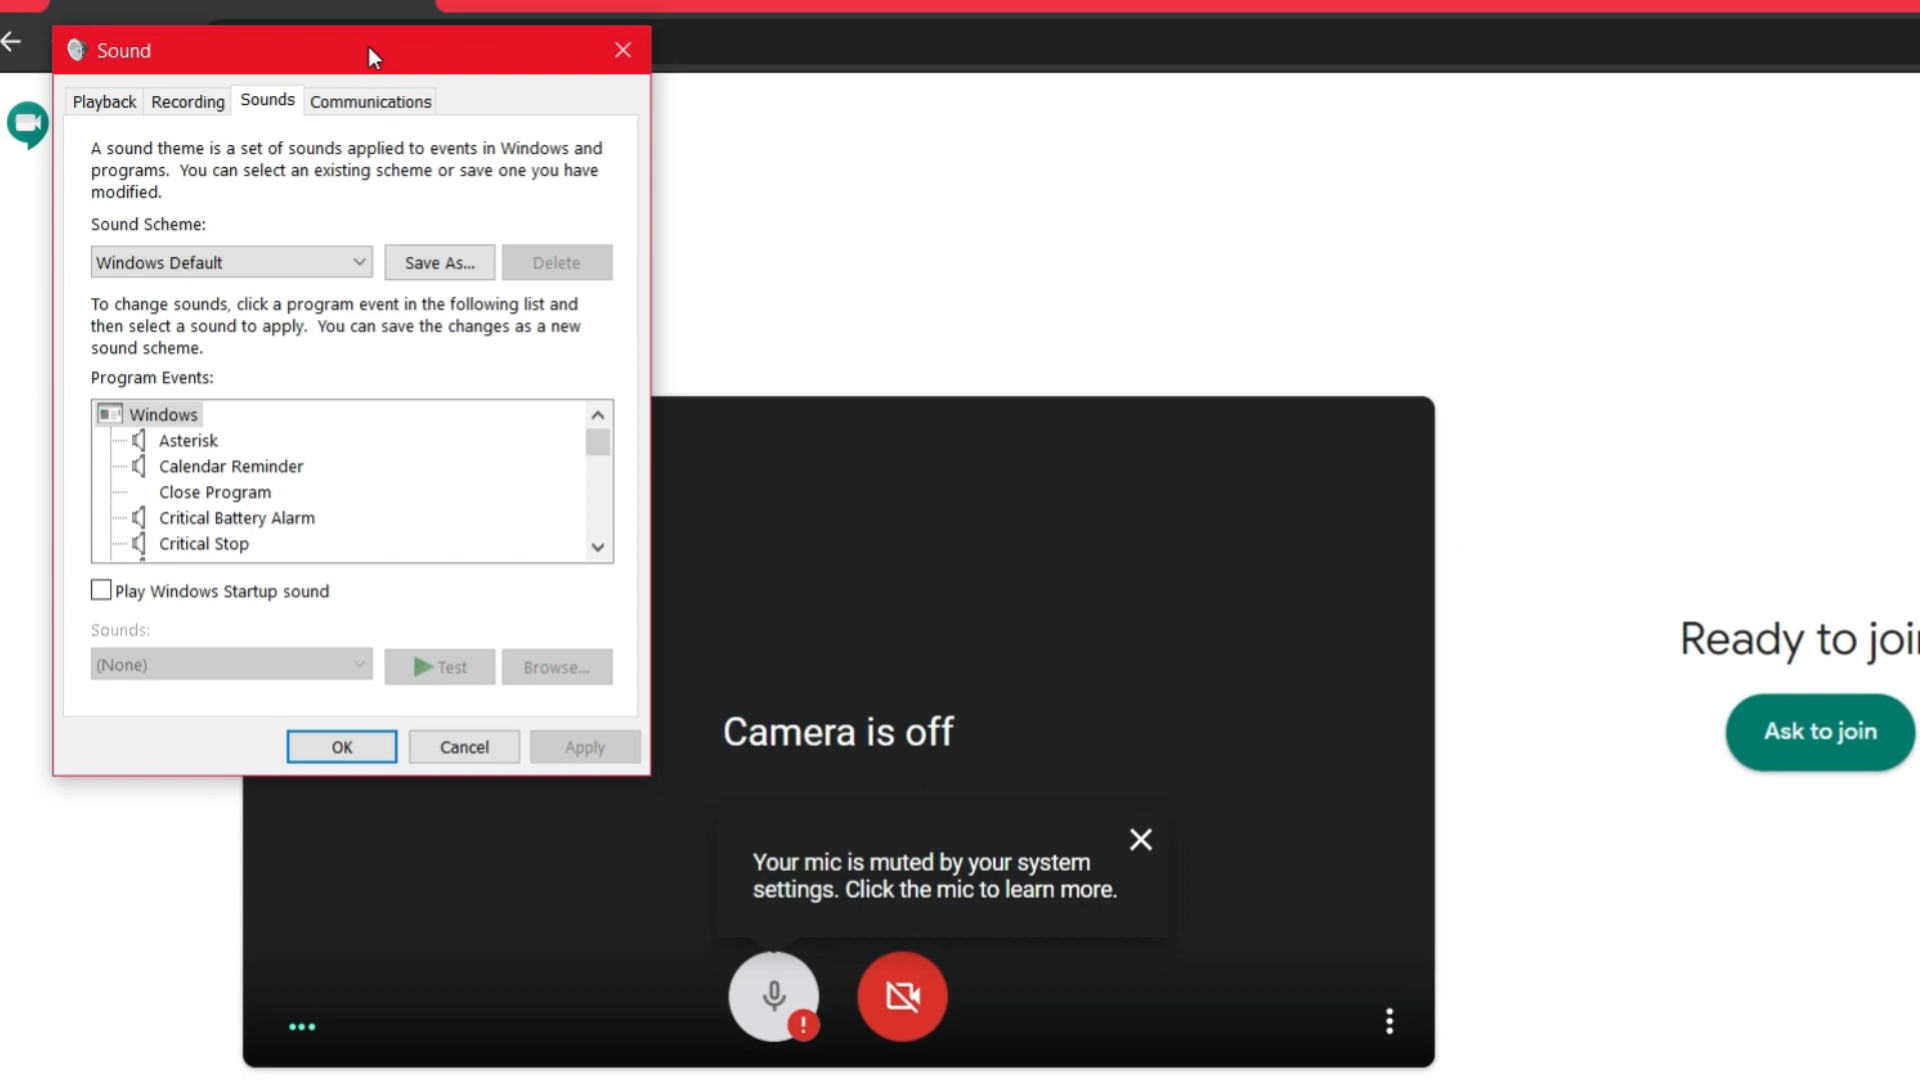 Sound
Playback Recording Sounds Communications
A sound theme is a set of sounds applied to events in Windows and
programs. You can select an existing scheme or save one you have
modified.
Sound Scheme:
Windows Default Save As... Delete
To change sounds, click a program event in the following list and
then select a sound to apply. You can save the changes as a new
sound scheme.
Program Events:
Windows
Asterisk
Calendar Reminder
Close Program
Critical Battery Alarm
Critical Stop
Play Windows Startup sound
Sounds:
(None) Test Browse...
OK Cancel Apply
Camera is off
Your mic is muted by your system
settings. Click the mic to learn more.
Ready to joi
Ask to join